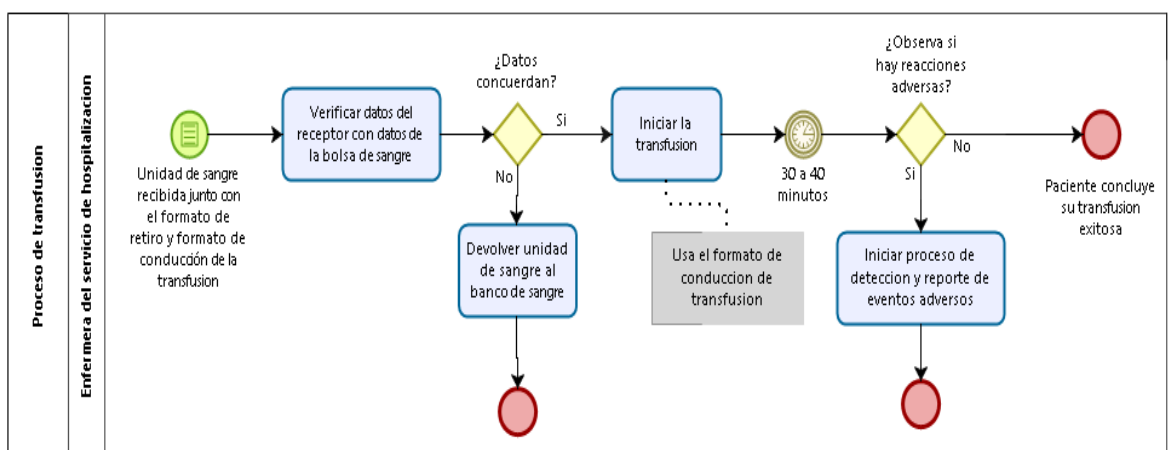 Proceso de transfusion
Enfermera del servicio de hospitalizacion
Unidad de sangre
recibida junto con
el formato de
retiro y formato de
conducción de la
transfusion
Verificar datos del
receptor con datos de
la bolsa de sangre
¿Datos
concuerdan?
Si
No
Devolver unidad
de sangre al
banco de sangre
Iniciar la
transfusion
Usa el formato de
conduccion de
transfusion
30 a 40
minutos
¿Observa si
hay reacciones
adversas?
No
Si
Iniciar proceso de
deteccion y reporte de
eventos adversos
Paciente concluye
su transfusion
exitosa